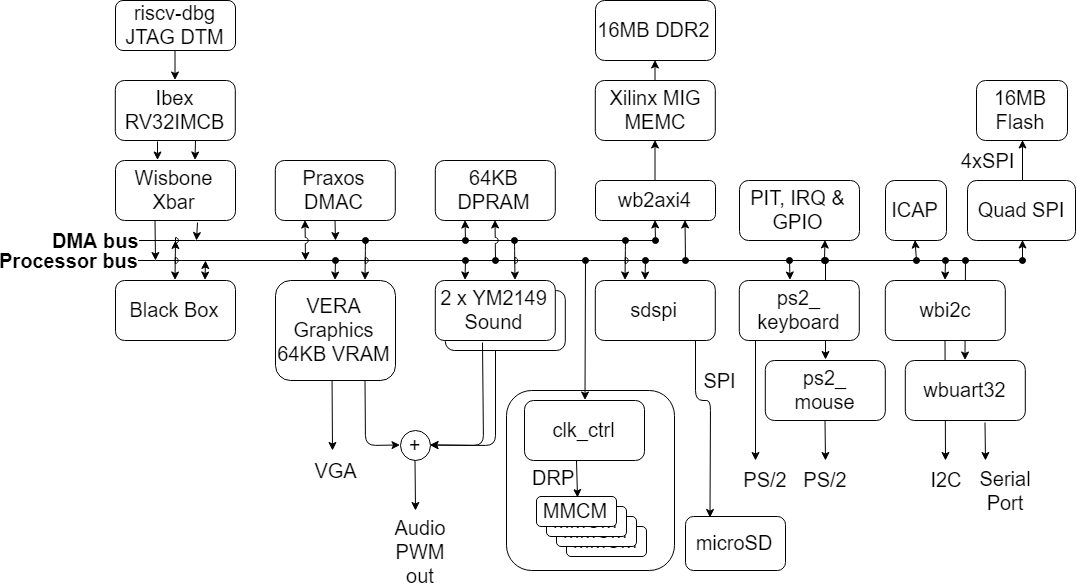 riscv-dbg
JTAG DTM
16MB DDR2
Ibex
RV32IMCB
Xilinx MIG
MEMC
16MB
Flash
4xSPI
Wisbone
Xbar
Praxos
DMAC
64KB
DPRAM
wb2axi4
PIT, IRQ &
GPIO
ICAP
Quad SPI
DMA bus
Processor bus
Black Box
VERA
Graphics
64KB VRAM
2 x YM2149
Sound
sdspi
ps2_
keyboard
wbi2c
SPI
ps2_
mouse
wbuart32
clk_ctrl
+
VGA
DRP
PS/2
PS/2
I2C
Serial
Port
MMCM
Audio
PWM
out
microSD